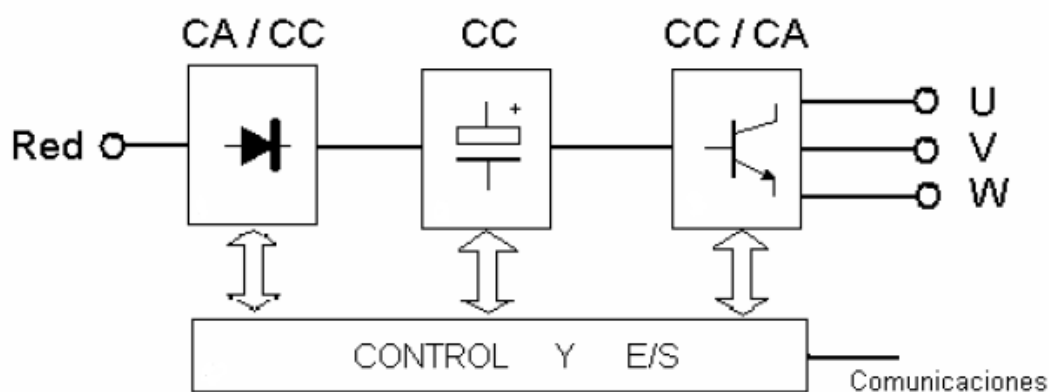 CA / CC CC CC / CA
Red
+
+
U
V
W
CONTROL Y E/S
Comunicaciones